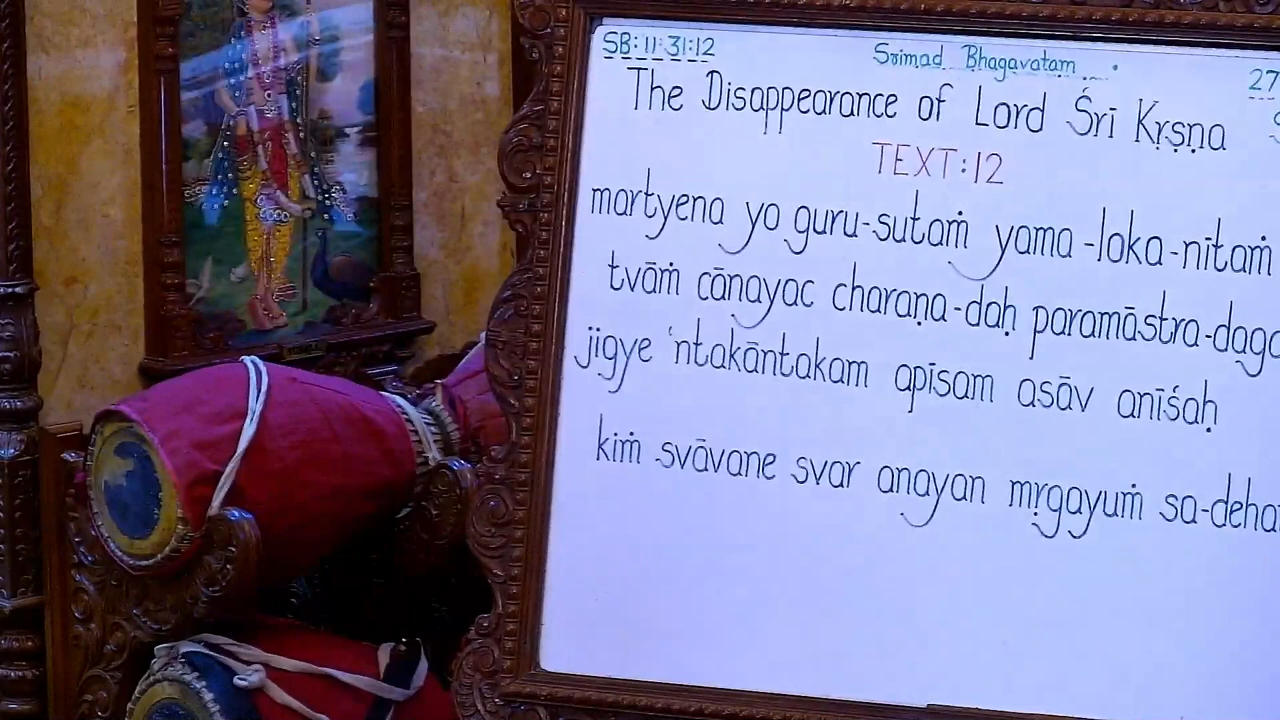 SB:11:31:12
Srimad Bhagavatam
27
The Disappearance of Lord Śrī Kṛṣṇa
TEXT:12
martyena yo guru-sutaṁ yama-loka-nītaṁ
tvāṁ cānayac charaṇa-daḥ paramāstra-dag
jigye 'ntakāntakam apīsam asāv anīśaḥ
kiṁ svāvane svar anayan mṛgayuṁ sa-deha